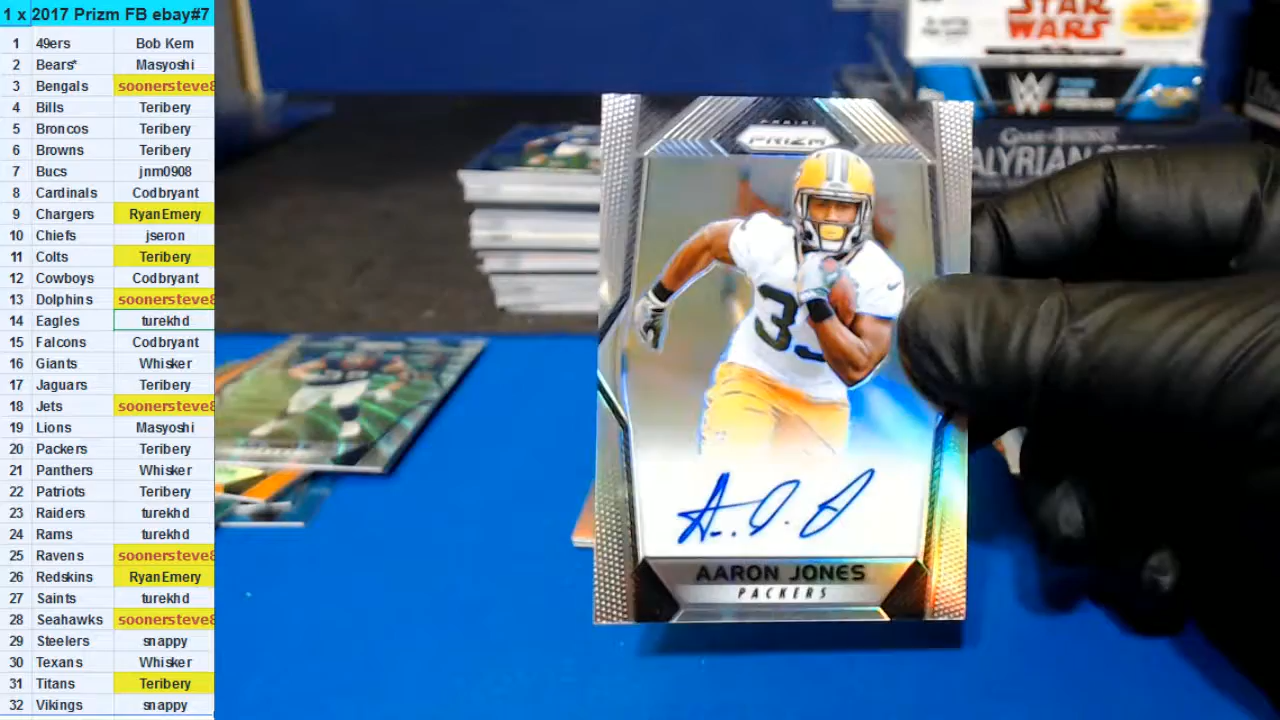 1 x 2017 Prizm FB ebay#7
1 49ers Bob Kem
2 Bears* Masyoshi
3 Bengals soonersteve8
4 Bills Teribery
5 Broncos Teribery
6 Browns Teribery
7 Bucs jnm0908
8 Cardinals Codbryant
9 Chargers RyanEmery
10 Chiefs jseron
11 Colts Teribery
12 Cowboys Codbryant
13 Dolphins soonersteve8
14 Eagles turekhd
15 Falcons Codbryant
16 Giants Whisker
17 Jaguars Teribery
18 Jets soonersteve8
19 Lions Masyoshi
20 Packers Teribery
21 Panthers Whisker
22 Patriots Teribery
23 Raiders turekhd
24 Rams turekhd
25 Ravens soonersteve8
26 Redskins RyanEmery
27 Saints turekhd
28 Seahawks soonersteve8
29 Steelers snappy
30 Texans Whisker
31 Titans Teribery
32 Vikings snappy
PANINI
PRIZM
33
AARON JONES
PACKERS
STAR
WARS
W
GAME OF THRONES
ALYRIAN